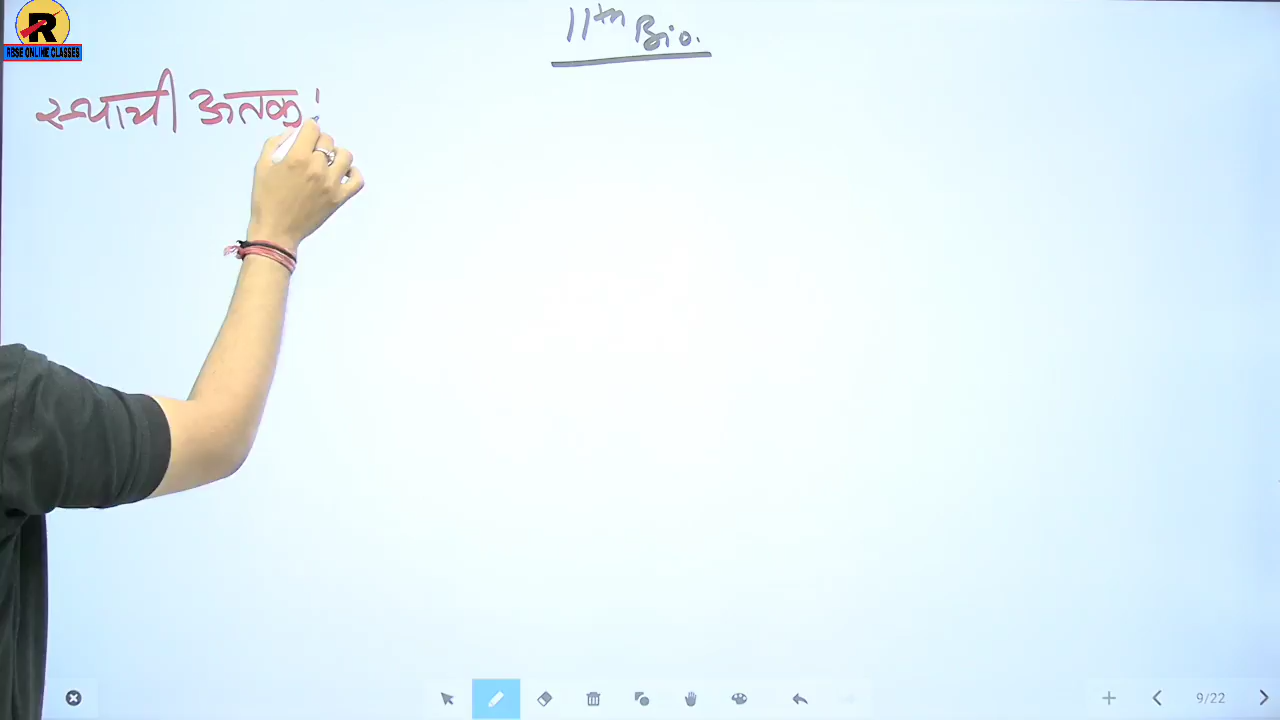 R
RBSE ONLINE CLASSES
11th Bio.
स्थायी ऊतक :
9/22